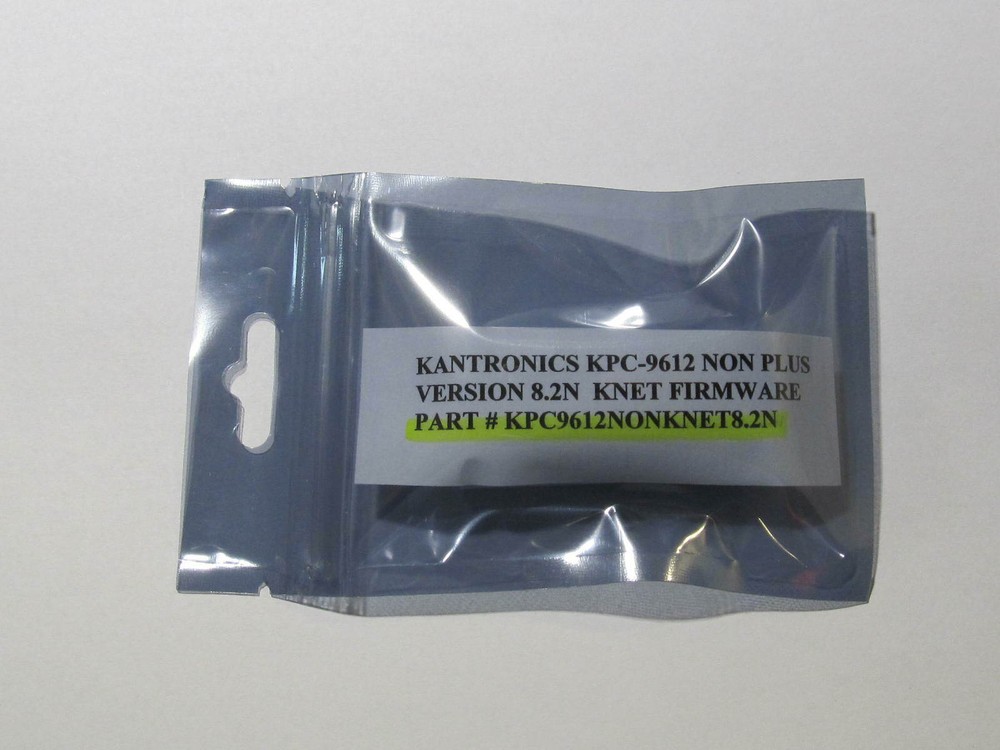 KANTRONICS KPC-9612 NON PLUS
VERSION 8.2N KNET FIRMWARE
PART # KPC9612NONKNET8.2N